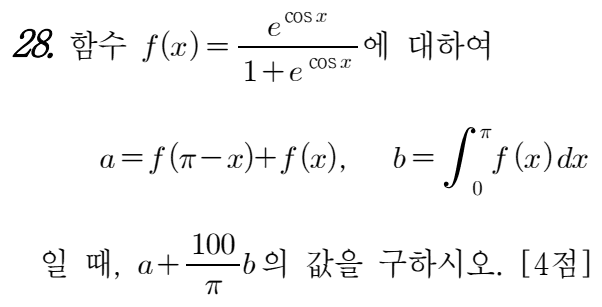 28. 함수 f(x) = e^{cos x} / (1+e^{cos x}) 에 대하여
a = f(π−x)+f(x), b = ∫_0^π f(x)dx
일 때, a + (100/π)b 의 값을 구하시오. [4점]